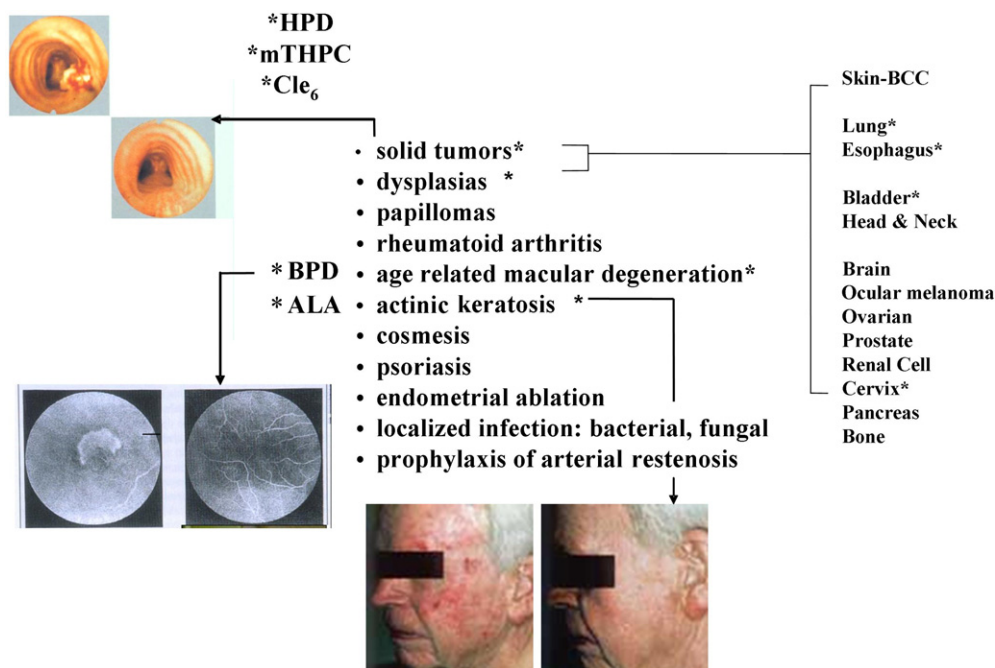 *HPD
*mTHPC
*Cle₆
• solid tumors*
• dysplasias *
• papillomas
• rheumatoid arthritis
* BPD
• age related macular degeneration*
* ALA
• actinic keratosis *
• cosmesis
• psoriasis
• endometrial ablation
• localized infection: bacterial, fungal
• prophylaxis of arterial restenosis
Skin-BCC
Lung*
Esophagus*
Bladder*
Head & Neck
Brain
Ocular melanoma
Ovarian
Prostate
Renal Cell
Cervix*
Pancreas
Bone